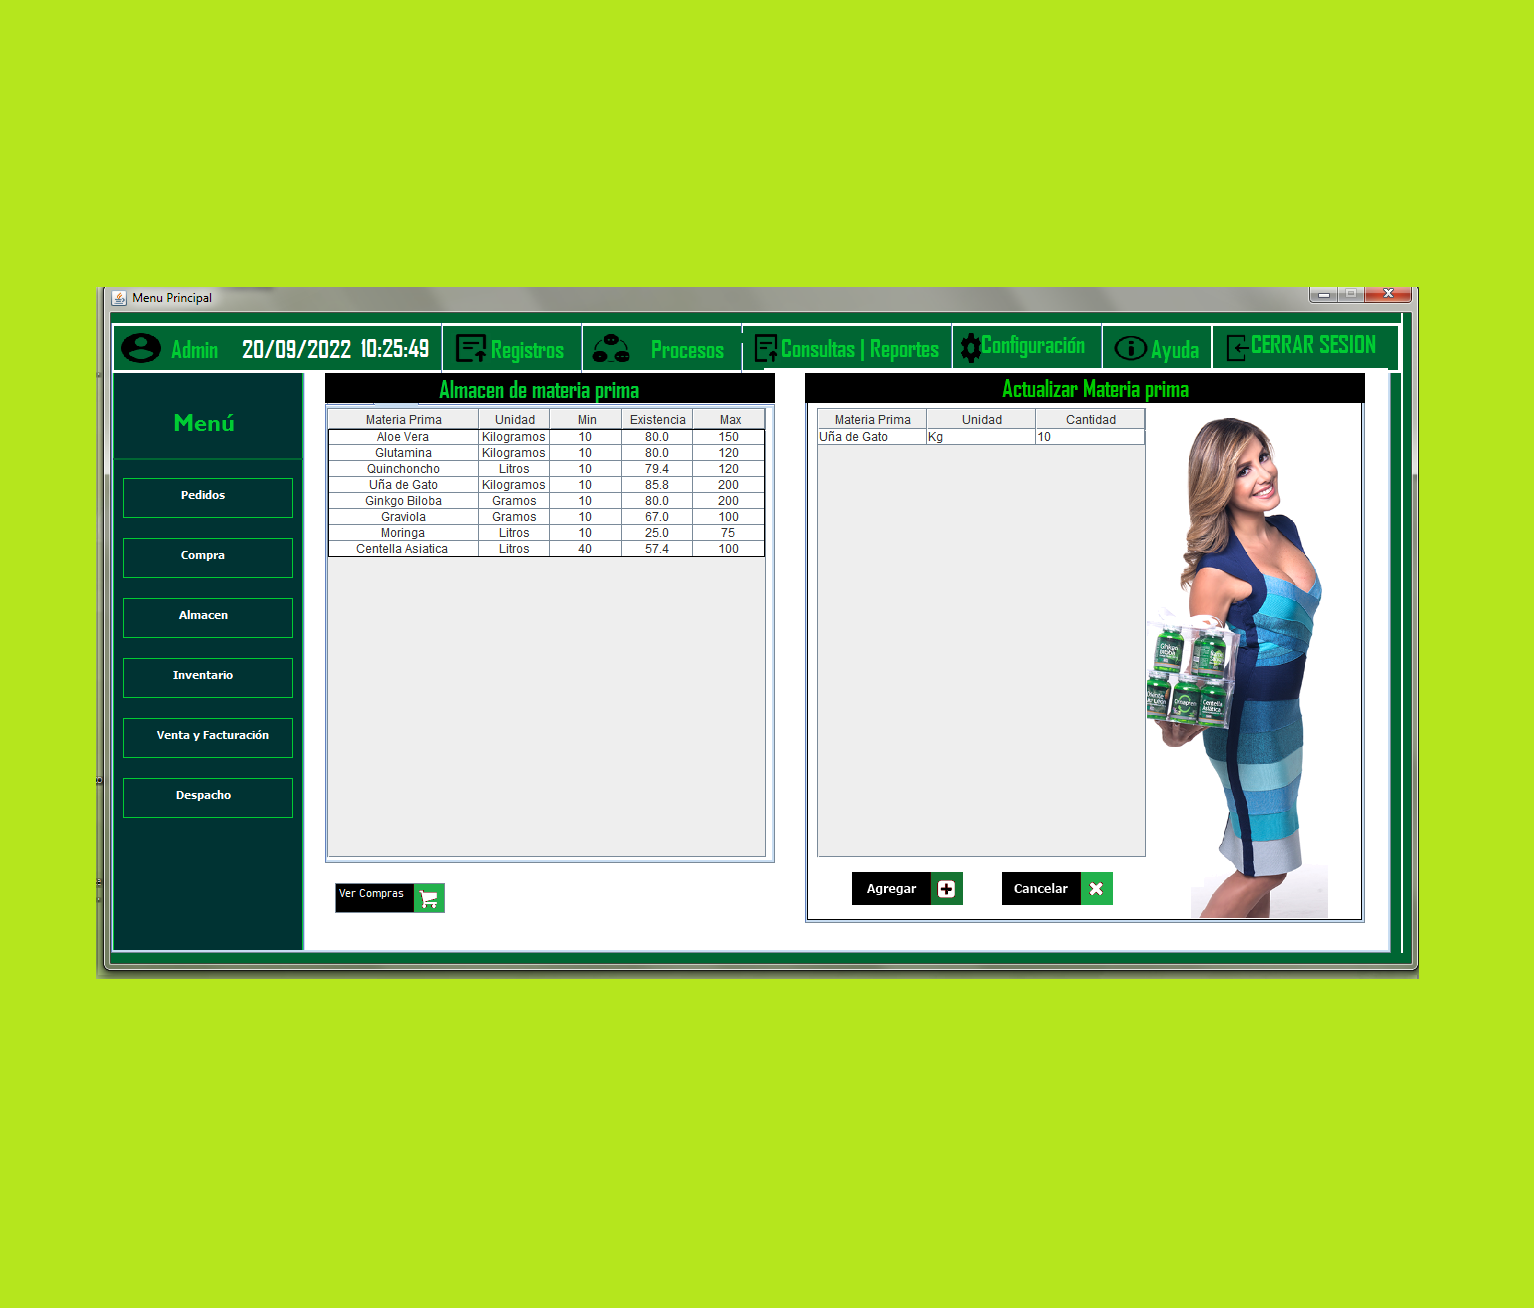 Menu Principal
Admin 20/09/2022 10:25:49 Registros Procesos Consultas | Reportes Configuración Ayuda CERRAR SESION
Menú
Pedidos
Compra
Almacen
Inventario
Venta y Facturación
Despacho
Almacen de materia prima
Materia Prima Unidad Min Existencia Max
Aloe Vera Kilogramos 10 80.0 150
Glutamina Kilogramos 10 80.0 120
Quinchoncho Litros 10 79.4 120
Uña de Gato Kilogramos 10 85.8 200
Ginkgo Biloba Gramos 10 80.0 200
Graviola Gramos 10 67.0 100
Moringa Litros 10 25.0 75
Centella Asiatica Litros 40 57.4 100
Ver Compras
Actualizar Materia prima
Materia Prima Unidad Cantidad
Uña de Gato Kg 10
Centella
Asiática
Agregar
Cancelar